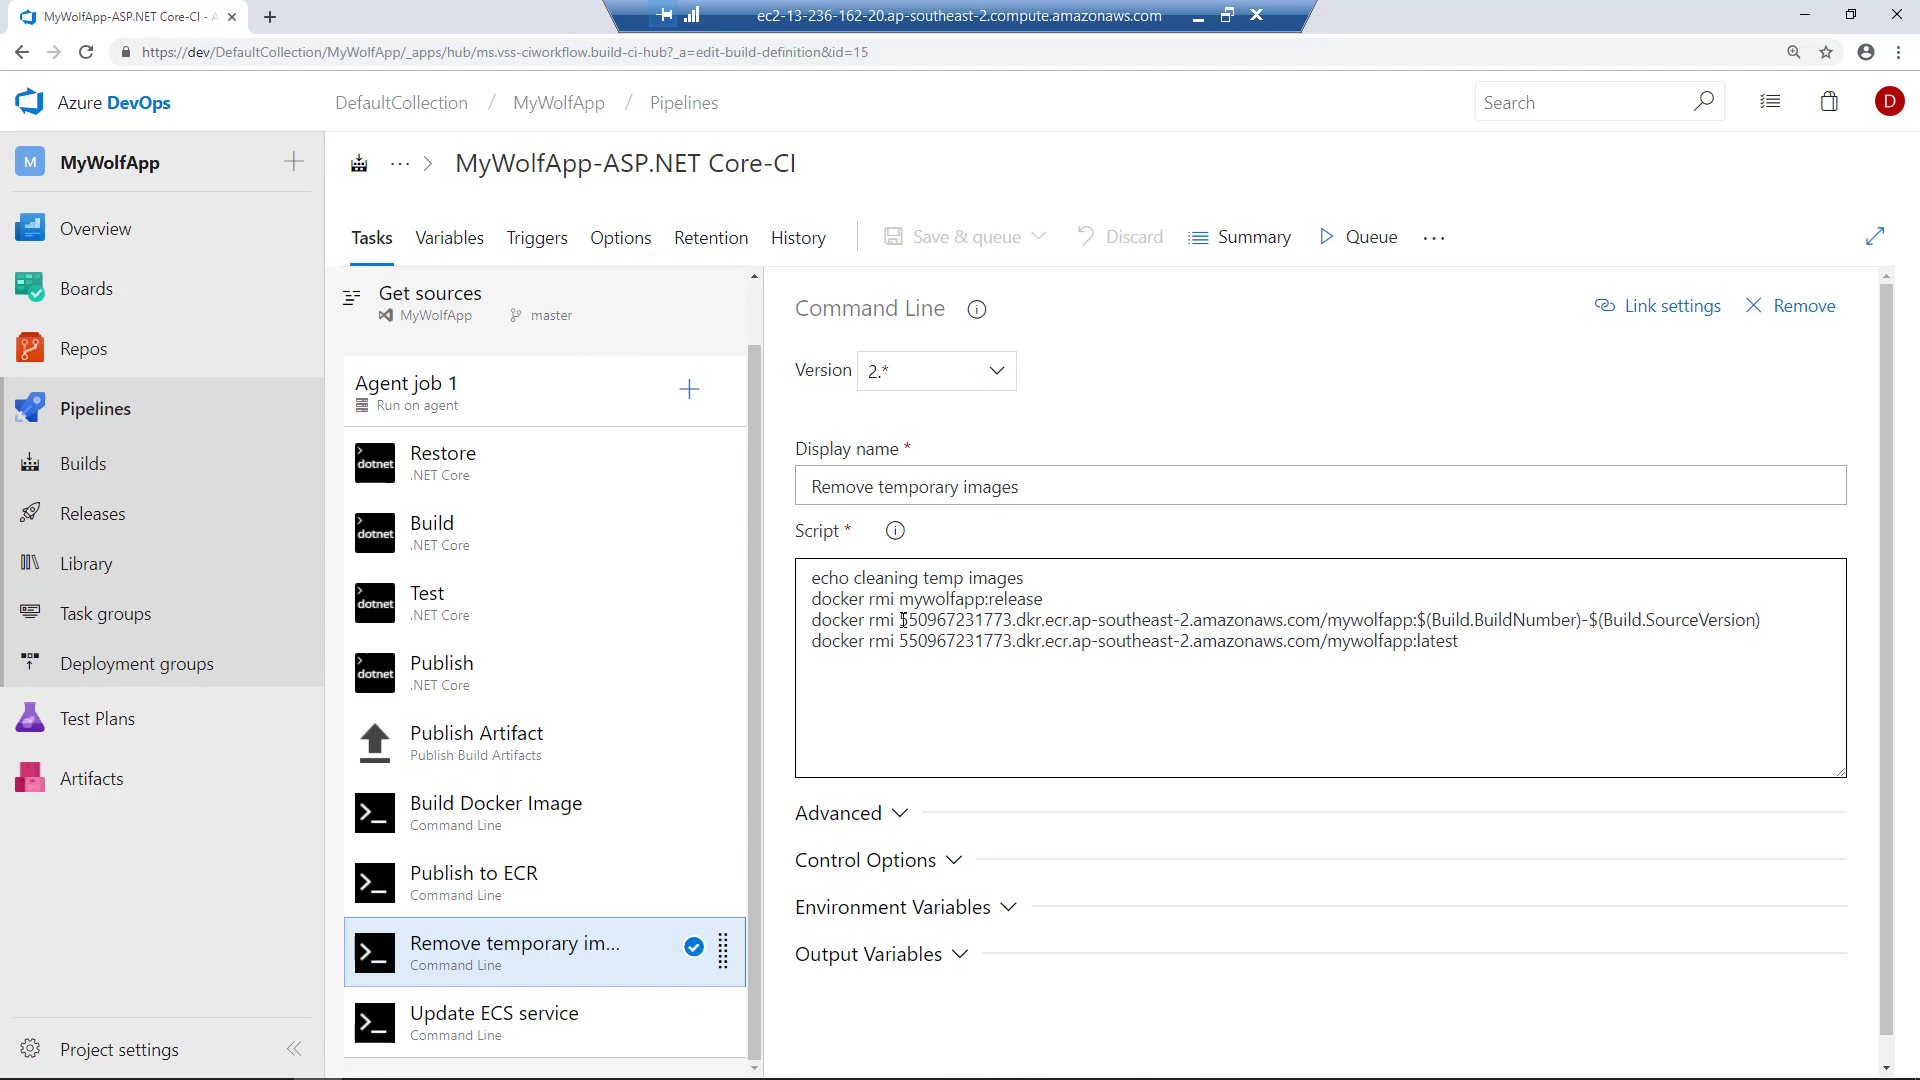 MyWolfApp-ASP.NET Core-CI - A
ec2-13-236-162-20.ap-southeast-2.compute.amazonaws.com
https://dev/DefaultCollection/MyWolfApp/_apps/hub/ms.vss-ciworkflow.build-ci-hub?_a=edit-build-definition&id=15
Azure DevOps
DefaultCollection / MyWolfApp / Pipelines
Search
D
M MyWolfApp
Overview
Boards
Repos
Pipelines
Builds
Releases
Library
Task groups
Deployment groups
Test Plans
Artifacts
Project settings
MyWolfApp-ASP.NET Core-CI
Tasks Variables Triggers Options Retention History Save & queue Discard Summary Queue
Get sources
MyWolfApp master
Agent job 1
Run on agent
dotnet
Restore
.NET Core
dotnet
Build
.NET Core
dotnet
Test
.NET Core
dotnet
Publish
.NET Core
Publish Artifact
Publish Build Artifacts
Build Docker Image
Command Line
Publish to ECR
Command Line
Remove temporary im...
Command Line
Update ECS service
Command Line
Command Line
Link settings Remove
Version 2.*
Display name *
Remove temporary images
Script *
echo cleaning temp images
docker rmi mywolfapp:release
docker rmi 550967231773.dkr.ecr.ap-southeast-2.amazonaws.com/mywolfapp:$(Build.BuildNumber)-$(Build.SourceVersion)
docker rmi 550967231773.dkr.ecr.ap-southeast-2.amazonaws.com/mywolfapp:latest
Advanced
Control Options
Environment Variables
Output Variables